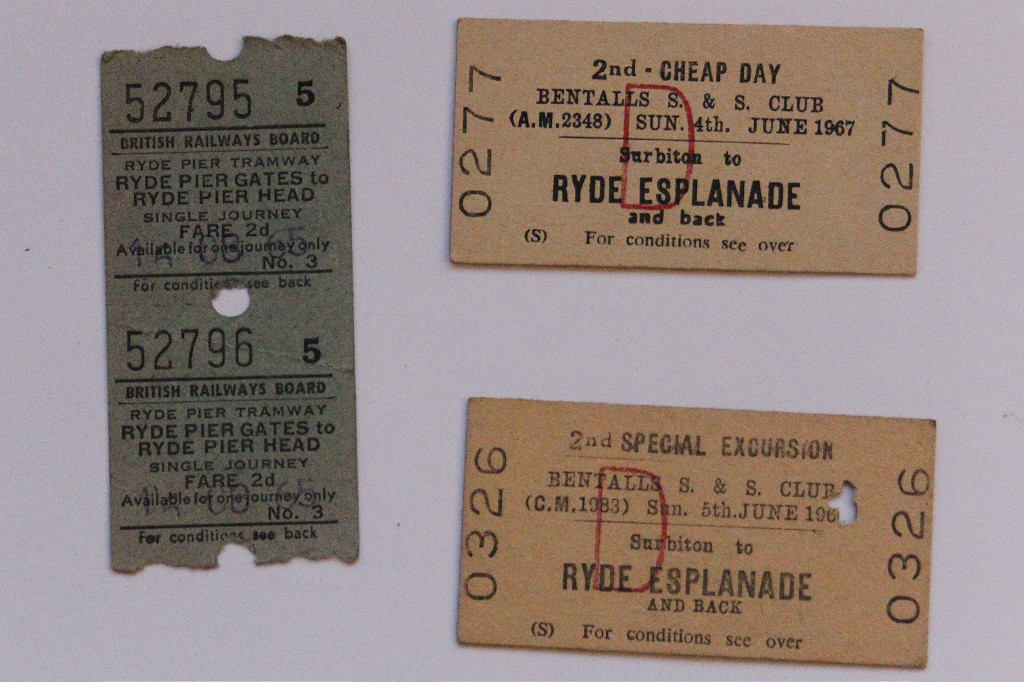 52795 5
BRITISH RAILWAYS BOARD
RYDE PIER TRAMWAY
RYDE PIER GATES to
RYDE PIER HEAD
SINGLE JOURNEY
FARE 2d
Available for one journey only
No. 3
For conditions see back
52796 5
BRITISH RAILWAYS BOARD
RYDE PIER TRAMWAY
RYDE PIER GATES to
RYDE PIER HEAD
SINGLE JOURNEY
FARE 2d
Available for one journey only
No. 3
For conditions see back
0277
2nd - CHEAP DAY
BENTALLS S. & S. CLUB
(A.M.2348) SUN. 4th. JUNE 1967
Surbiton to
RYDE ESPLANADE
and back
(S) For conditions see over
D
0277
0326
2nd SPECIAL EXCURSION
BENTALLS S. & S. CLUB
(C.M.1983) Sun. 5th.JUNE 196
Surbiton to
RYDE ESPLANADE
AND BACK
(S) For conditions see over
D
0326